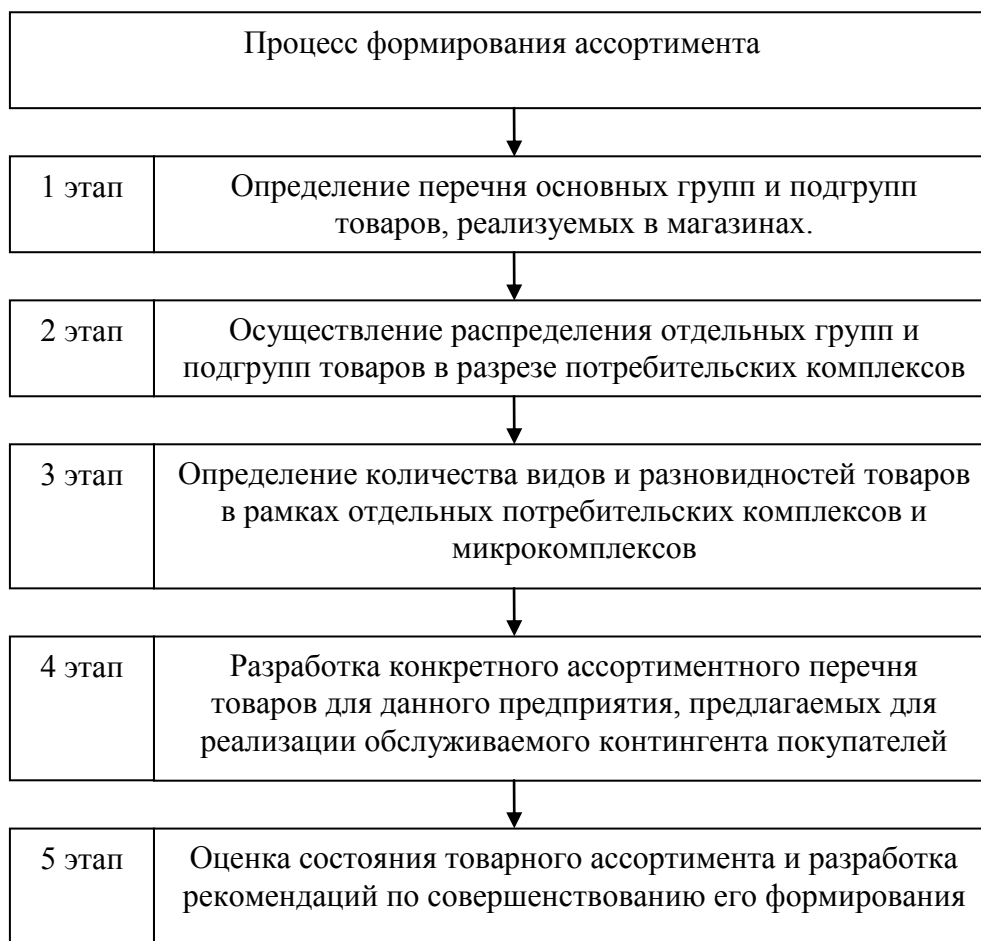 Процесс формирования ассортимента
1 этап
Определение перечня основных групп и подгрупп
товаров, реализуемых в магазинах.
2 этап
Осуществление распределения отдельных групп и
подгрупп товаров в разрезе потребительских комплексов
3 этап
Определение количества видов и разновидностей товаров
в рамках отдельных потребительских комплексов и
микрокомплексов
4 этап
Разработка конкретного ассортиментного перечня
товаров для данного предприятия, предлагаемых для
реализации обслуживаемого контингента покупателей
5 этап
Оценка состояния товарного ассортимента и разработка
рекомендаций по совершенствованию его формирования